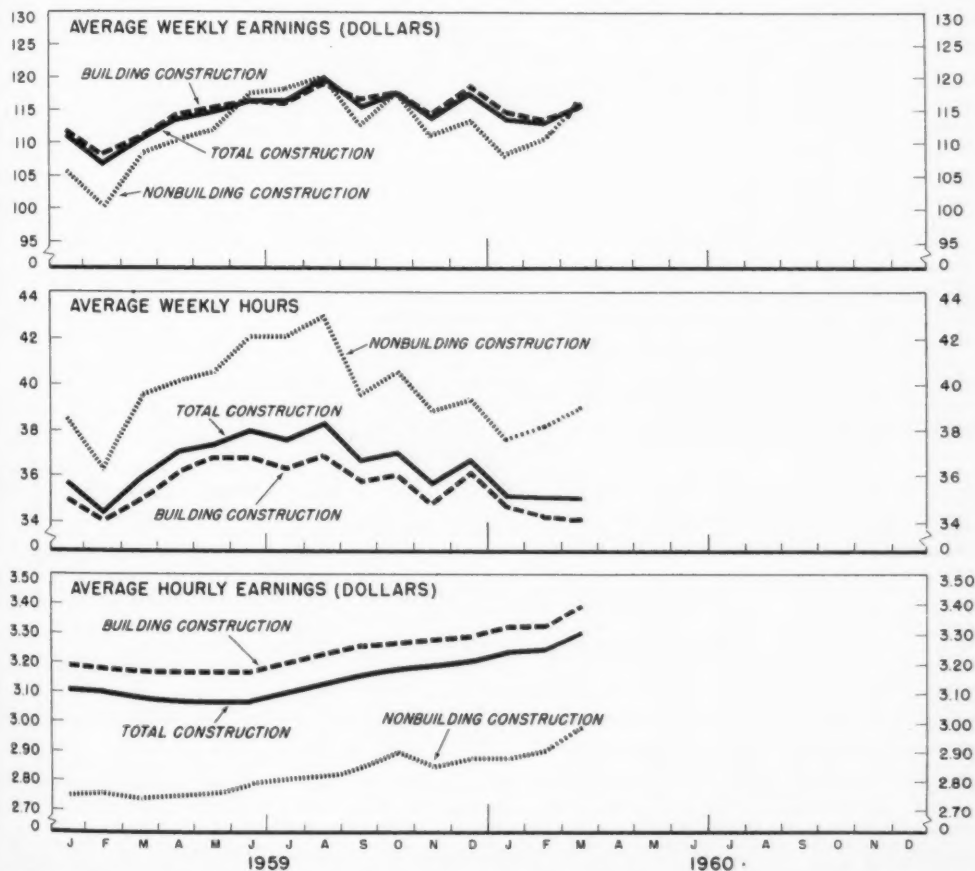 AVERAGE WEEKLY EARNINGS (DOLLARS)
130 130
125 125
120 120
115 115
110 110
105 105
100 100
95 95
0 0
BUILDING CONSTRUCTION
TOTAL CONSTRUCTION
NONBUILDING CONSTRUCTION
AVERAGE WEEKLY HOURS
44 44
42 42
40 40
38 38
36 36
34 34
0 0
NONBUILDING CONSTRUCTION
TOTAL CONSTRUCTION
BUILDING CONSTRUCTION
AVERAGE HOURLY EARNINGS (DOLLARS)
3.50 3.50
3.40 3.40
3.30 3.30
3.20 3.20
3.10 3.10
3.00 3.00
2.90 2.90
2.80 2.80
2.70 2.70
0 0
BUILDING CONSTRUCTION
TOTAL CONSTRUCTION
NONBUILDING CONSTRUCTION
J F M A M J J A S O N D J F M A M J J A S O N D
1959 1960